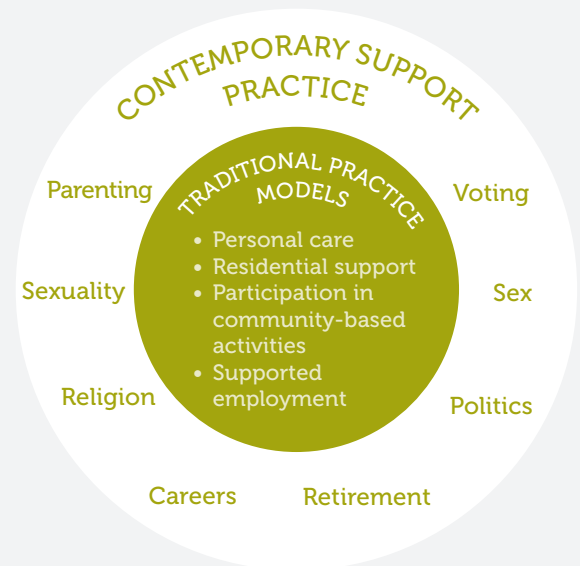 CONTEMPORARY SUPPORT
PRACTICE
TRADITIONAL PRACTICE
MODELS
• Personal care
• Residential support
• Participation in
community-based
activities
• Supported
employment
Parenting
Voting
Sexuality
Sex
Religion
Politics
Careers
Retirement